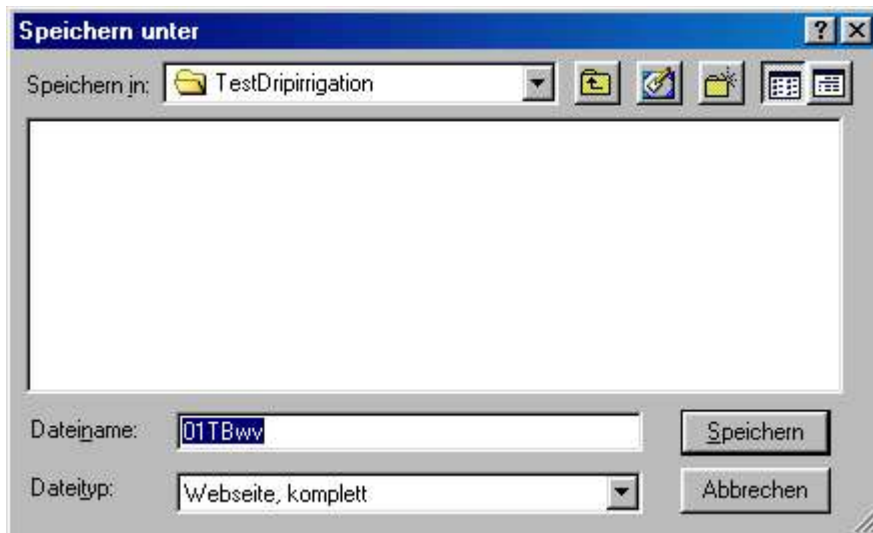 Speichern unter
Speichern in: TestDripirrigation
Dateiname: 01TBwv Speichern
Dateityp: Webseite, komplett Abbrechen